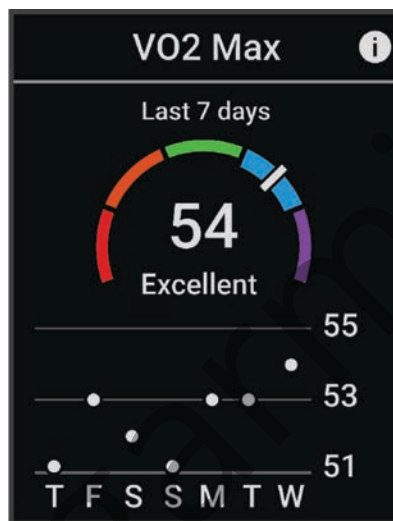 VO2 Max i
Last 7 days
54
Excellent
55
53
51
T F S S M T W